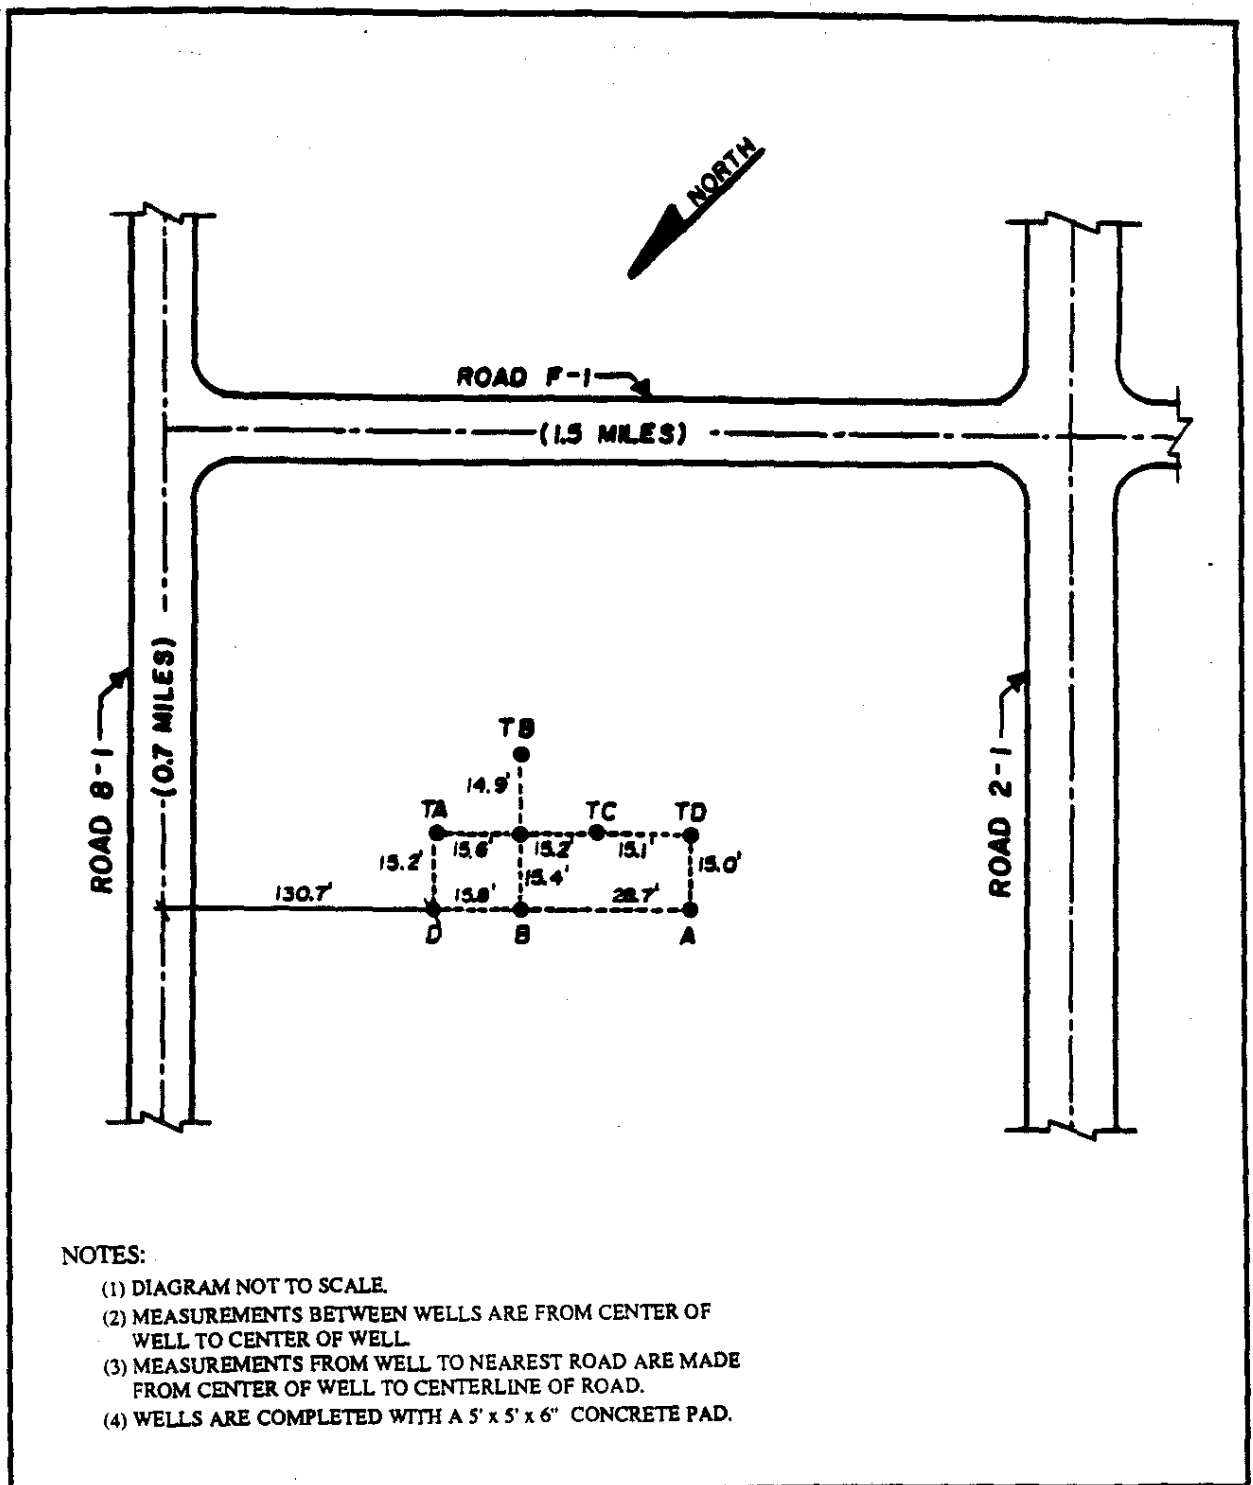 NORTH
ROAD F-1
(1.5 MILES)
ROAD 8-1
(0.7 MILES)
ROAD 2-1
TB
14.9'
TA
TC
TD
15.6'
15.2'
15.1'
15.2'
15.4'
15.0'
130.7'
15.8'
28.7'
D
B
A
NOTES:
(1) DIAGRAM NOT TO SCALE.
(2) MEASUREMENTS BETWEEN WELLS ARE FROM CENTER OF
WELL TO CENTER OF WELL.
(3) MEASUREMENTS FROM WELL TO NEAREST ROAD ARE MADE
FROM CENTER OF WELL TO CENTERLINE OF ROAD.
(4) WELLS ARE COMPLETED WITH A 5' x 5' x 6" CONCRETE PAD.